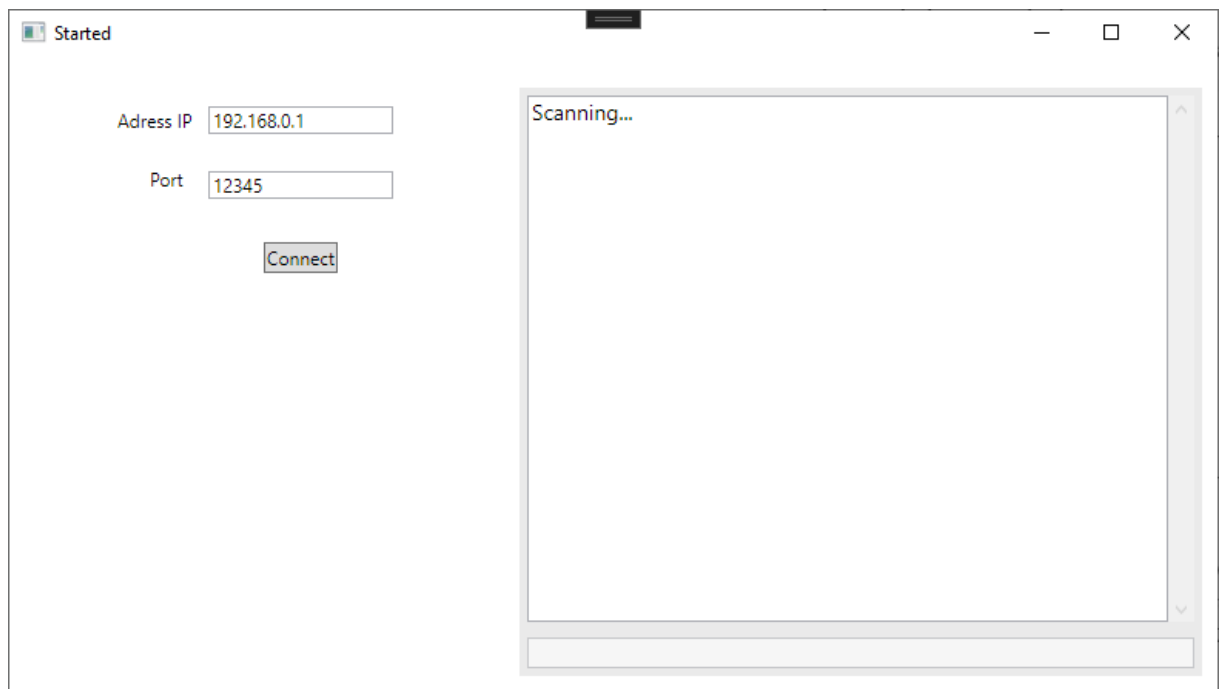 Started
Adress IP 192.168.0.1
Port 12345
Connect
Scanning...